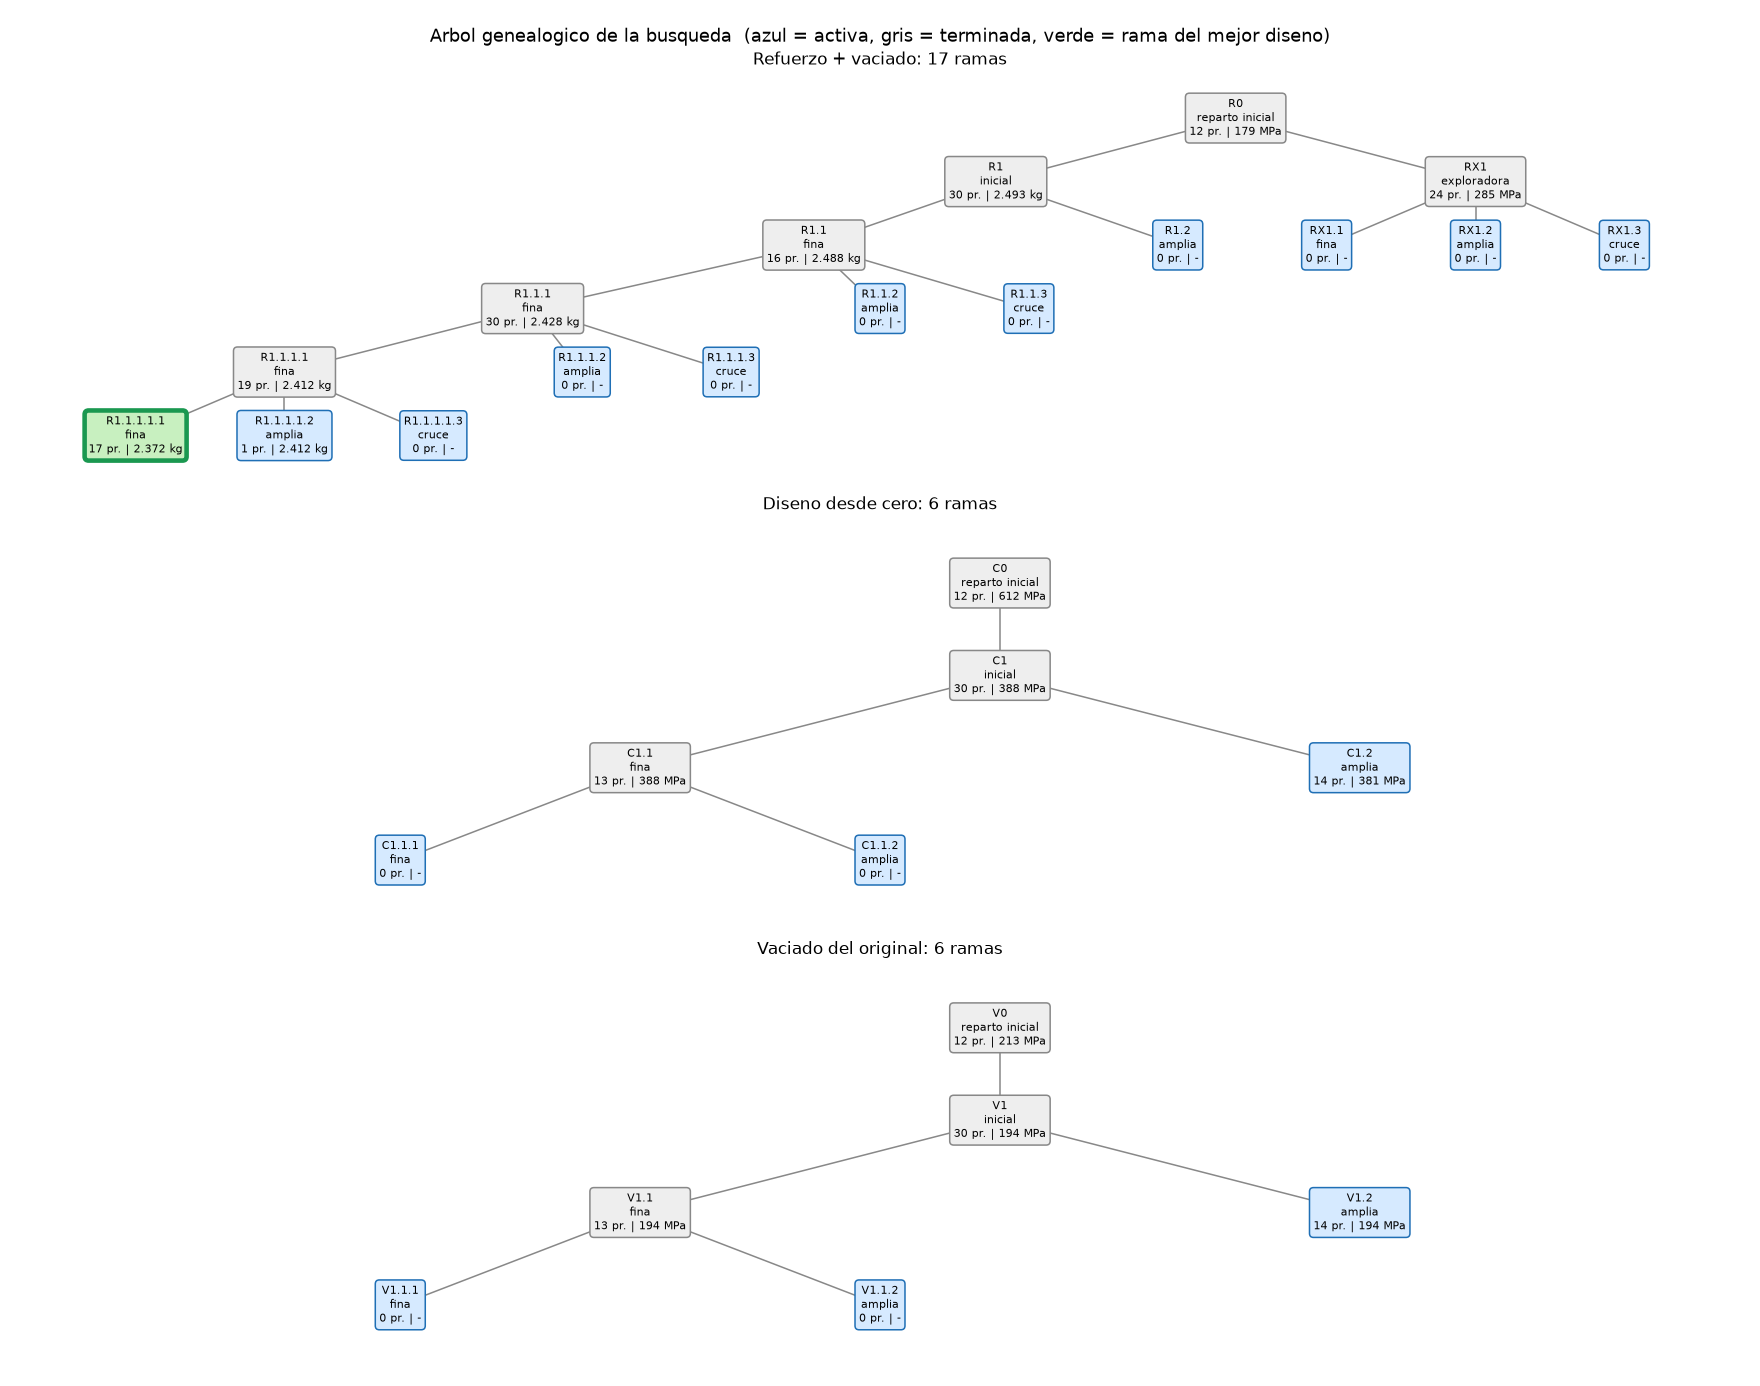 Arbol genealogico de la busqueda  (azul = activa, gris = terminada, verde = rama del mejor diseno)
Refuerzo + vaciado: 17 ramas
R0
reparto inicial
12 pr. | 179 MPa
R1
inicial
30 pr. | 2.493 kg
RX1
exploradora
24 pr. | 285 MPa
R1.1
fina
16 pr. | 2.488 kg
R1.2
amplia
0 pr. | -
RX1.1
fina
0 pr. | -
RX1.2
amplia
0 pr. | -
RX1.3
cruce
0 pr. | -
R1.1.1
fina
30 pr. | 2.428 kg
R1.1.2
amplia
0 pr. | -
R1.1.3
cruce
0 pr. | -
R1.1.1.1
fina
19 pr. | 2.412 kg
R1.1.1.2
amplia
0 pr. | -
R1.1.1.3
cruce
0 pr. | -
R1.1.1.1.1
fina
17 pr. | 2.372 kg
R1.1.1.1.2
amplia
1 pr. | 2.412 kg
R1.1.1.1.3
cruce
0 pr. | -
Diseno desde cero: 6 ramas
C0
reparto inicial
12 pr. | 612 MPa
C1
inicial
30 pr. | 388 MPa
C1.1
fina
13 pr. | 388 MPa
C1.2
amplia
14 pr. | 381 MPa
C1.1.1
fina
0 pr. | -
C1.1.2
amplia
0 pr. | -
Vaciado del original: 6 ramas
V0
reparto inicial
12 pr. | 213 MPa
V1
inicial
30 pr. | 194 MPa
V1.1
fina
13 pr. | 194 MPa
V1.2
amplia
14 pr. | 194 MPa
V1.1.1
fina
0 pr. | -
V1.1.2
amplia
0 pr. | -